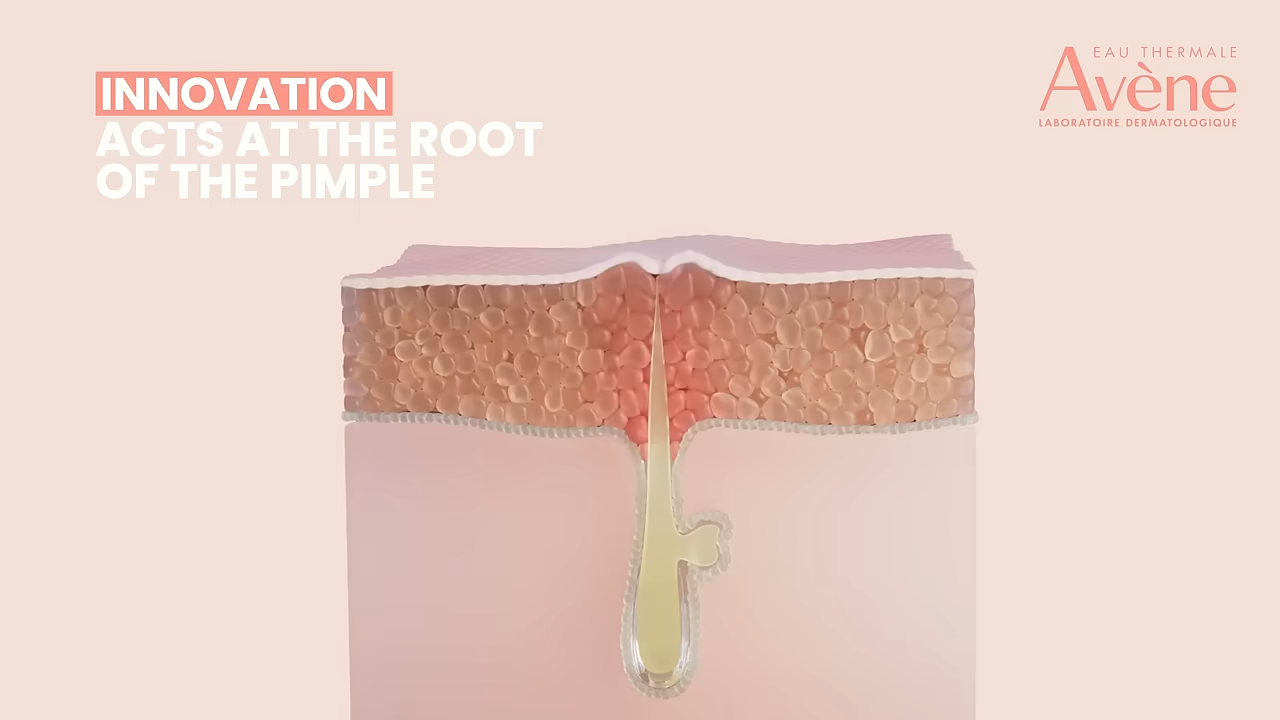 INNOVATION
ACTS AT THE ROOT
OF THE PIMPLE
EAU THERMALE
Avène
LABORATOIRE DERMATOLOGIQUE